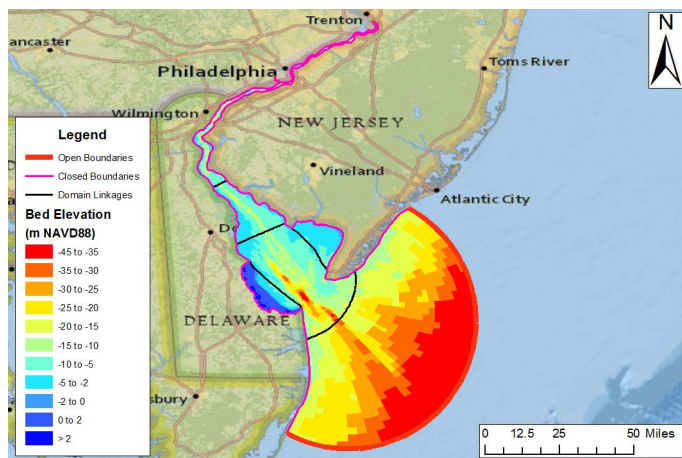 Trenton
ancaster
Philadelphia
Toms River
N
Wilmington
NEW JERSEY
Vineland
Atlantic City
Do
DELAWARE
sbury
Legend
Open Boundaries
Closed Boundaries
Domain Linkages
Bed Elevation
(m NAVD88)
-45 to -35
-35 to -30
-30 to -25
-25 to -20
-20 to -15
-15 to -10
-10 to -5
-5 to -2
-2 to 0
0 to 2
> 2
0 12.5 25 50 Miles